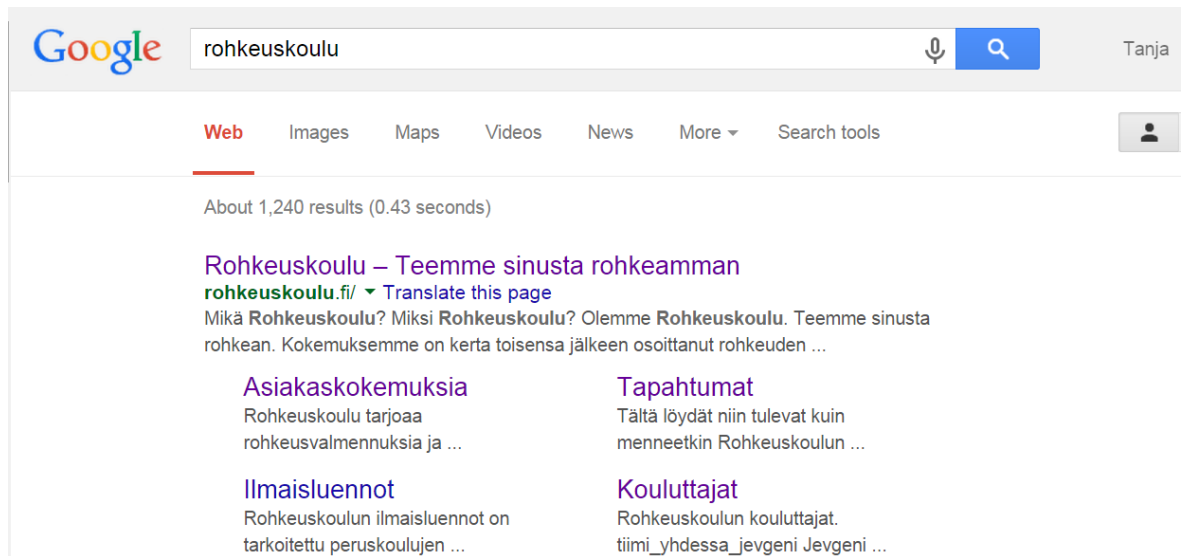 Google rohkeuskoulu Tanja
Web Images Maps Videos News More Search tools
About 1,240 results (0.43 seconds)
Rohkeuskoulu – Teemme sinusta rohkeamman
rohkeuskoulu.fi/ Translate this page
Mikä Rohkeuskoulu? Miksi Rohkeuskoulu? Olemme Rohkeuskoulu. Teemme sinusta
rohkean. Kokemuksemme on kerta toisensa jälkeen osoittanut rohkeuden ...
Asiakaskokemuksia
Rohkeuskoulu tarjoaa
rohkeusvalmennuksia ja ...
Tapahtumat
Tältä löydät niin tulevat kuin
menneetkin Rohkeuskoulun ...
Ilmaisluennot
Rohkeuskoulun ilmaisluennot on
tarkoitettu peruskoulujen ...
Kouluttajat
Rohkeuskoulun kouluttajat.
tiimi_yhdessa_jevgeni Jevgeni ...